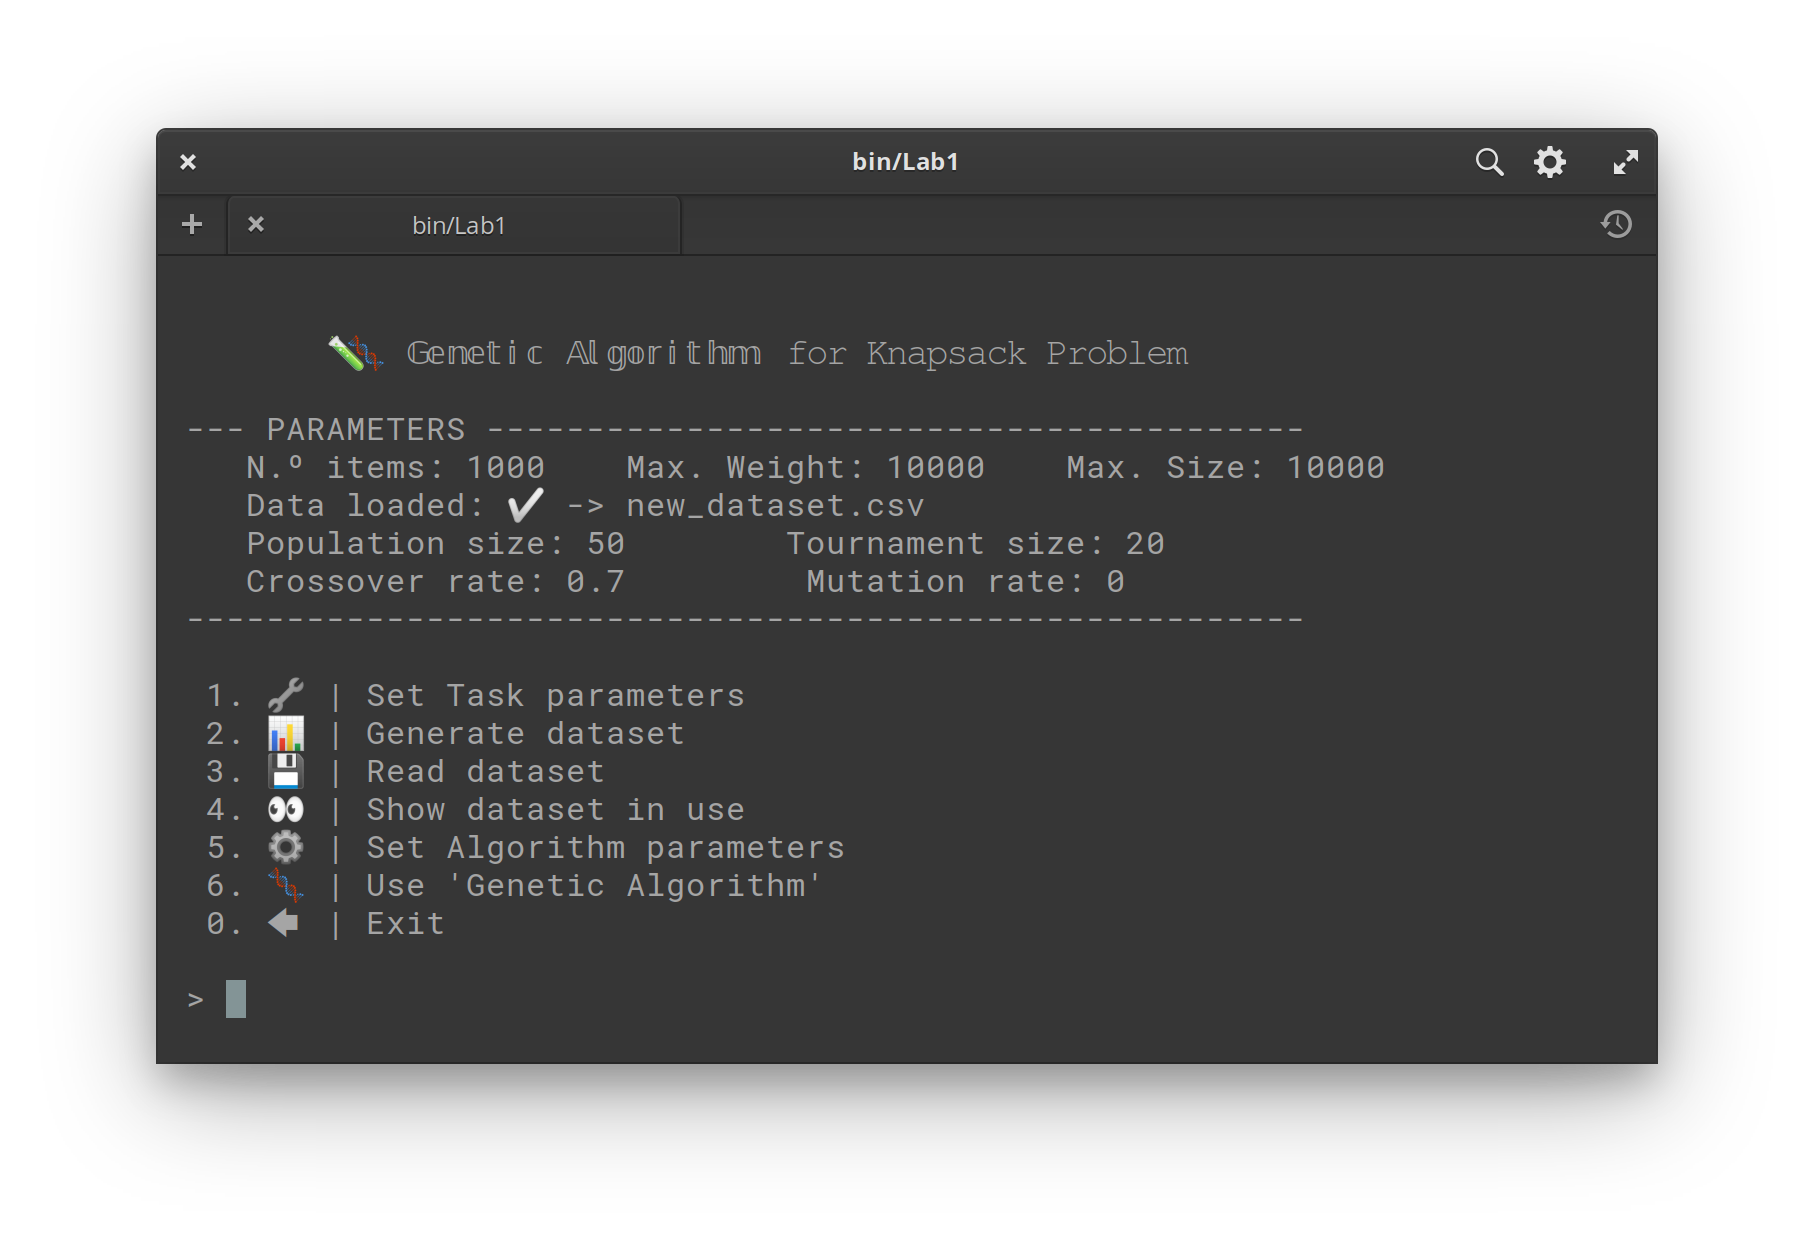 bin/Lab1
bin/Lab1
🧪🧬 Genetic Algorithm for Knapsack Problem
--- PARAMETERS -----------------------------------------
N.º items: 1000    Max. Weight: 10000    Max. Size: 10000
Data loaded: ✔ -> new_dataset.csv
Population size: 50        Tournament size: 20
Crossover rate: 0.7         Mutation rate: 0
--------------------------------------------------------
1. 🔧 | Set Task parameters
2. 📊 | Generate dataset
3. 💾 | Read dataset
4. 👀 | Show dataset in use
5. ⚙ | Set Algorithm parameters
6. 🧬 | Use 'Genetic Algorithm'
0. 🡄 | Exit
>